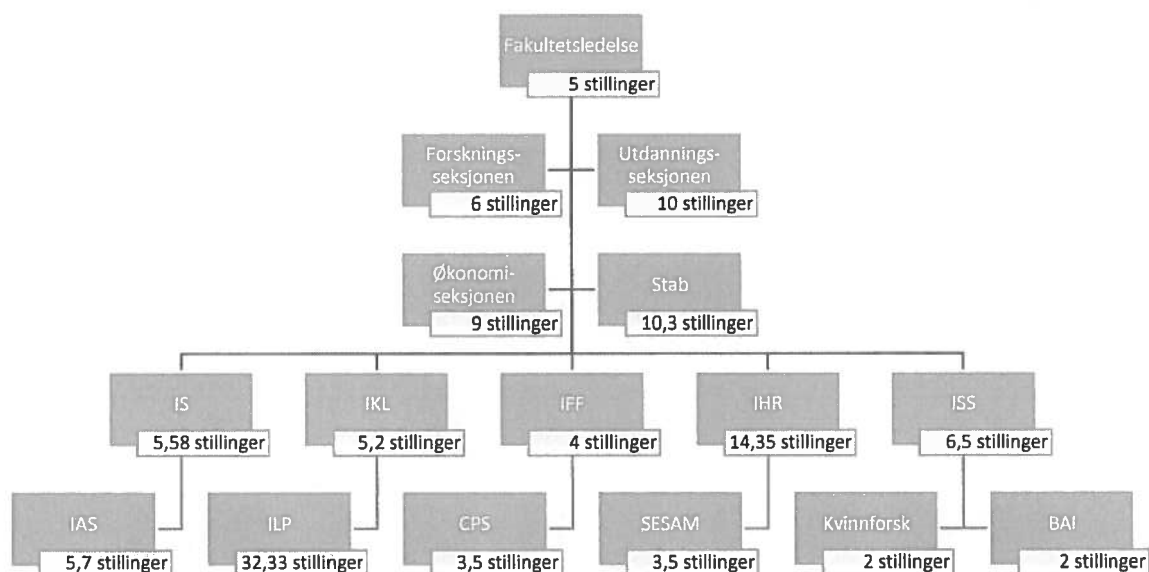 Fakultetsledelse
5 stillinger
Forsknings-
seksjonen
6 stillinger
Utdannings-
seksjonen
10 stillinger
Økonomi-
seksjonen
9 stillinger
Stab
10,3 stillinger
IS
5,58 stillinger
IKL
5,2 stillinger
IFF
4 stillinger
IHR
14,35 stillinger
ISS
6,5 stillinger
IAS
5,7 stillinger
ILP
32,33 stillinger
CPS
3,5 stillinger
SESAM
3,5 stillinger
Kvinnforsk
2 stillinger
BAI
2 stillinger